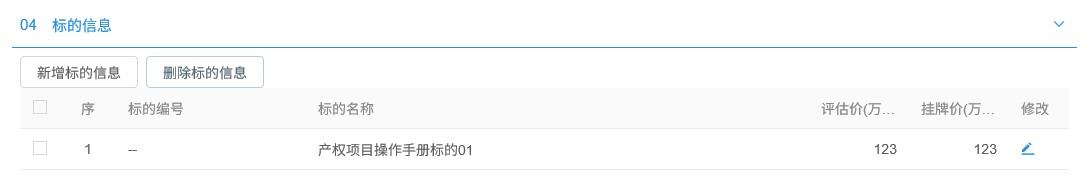 04 标的信息
新增标的信息 删除标的信息
序 标的编号 标的名称 评估价(万... 挂牌价(万... 修改
1 -- 产权项目操作手册标的01 123 123